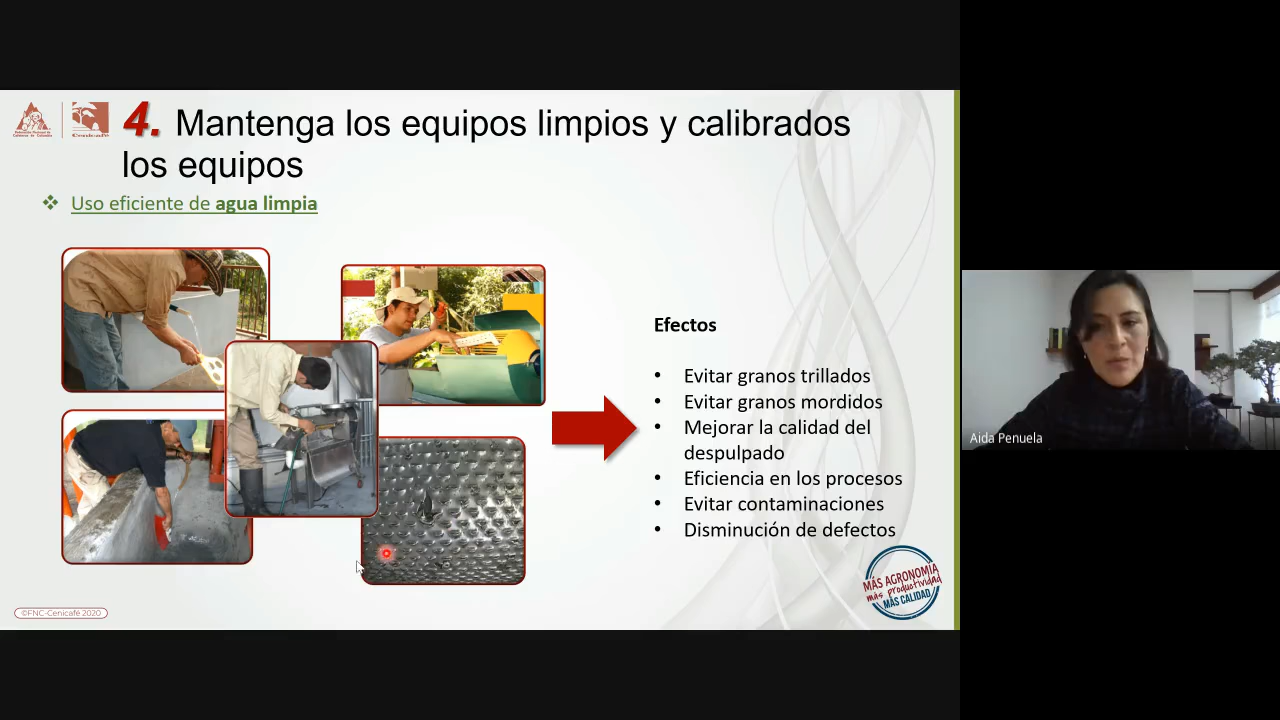 4. Mantenga los equipos limpios y calibrados
los equipos
Uso eficiente de agua limpia
Efectos
• Evitar granos trillados
• Evitar granos mordidos
• Mejorar la calidad del
despulpado
• Eficiencia en los procesos
• Evitar contaminaciones
• Disminución de defectos
MÁS AGRONOMÍA
más productividad
MÁS CALIDAD
©FNC-Cenicafé 2020
Aida Penuela